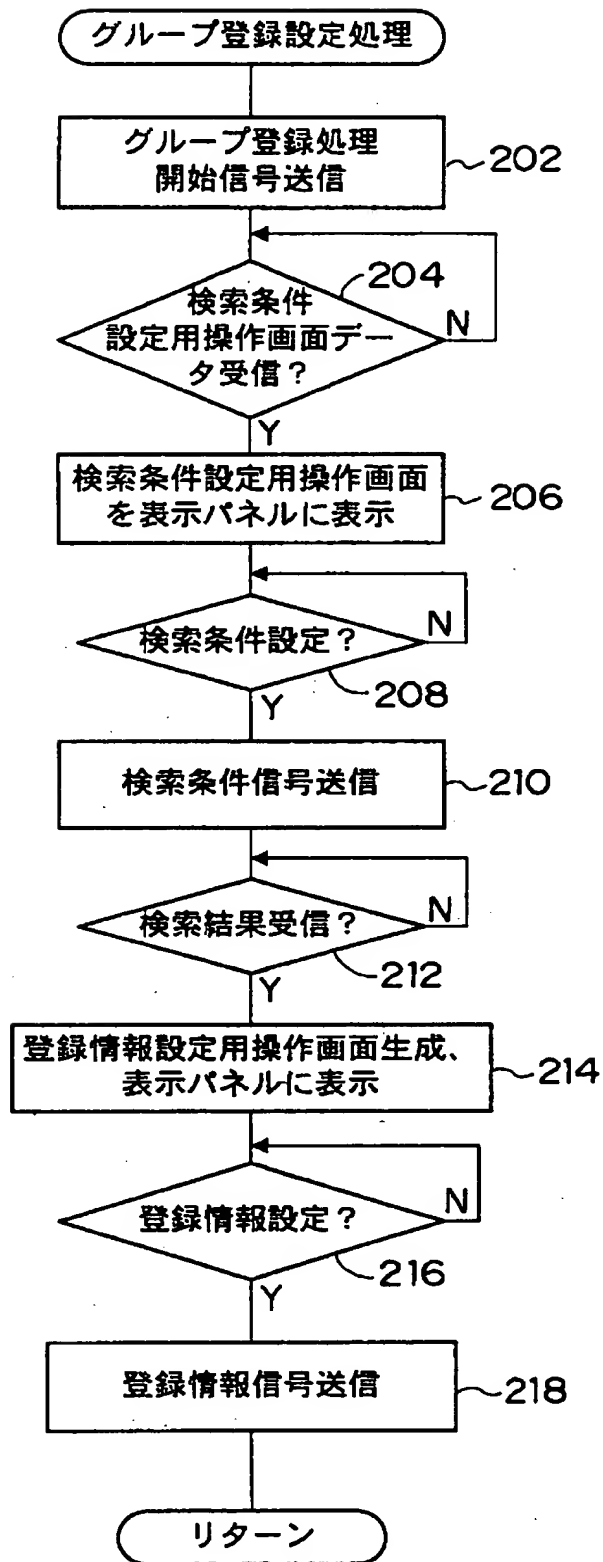 グループ登録設定処理
グループ登録処理
開始信号送信
202
204
検索条件
設定用操作画面デー
タ受信？
N
Y
検索条件設定用操作画面
を表示パネルに表示
206
検索条件設定？
N
208
Y
検索条件信号送信
210
検索結果受信？
N
212
Y
登録情報設定用操作画面生成、
表示パネルに表示
214
登録情報設定？
N
216
Y
登録情報信号送信
218
リターン